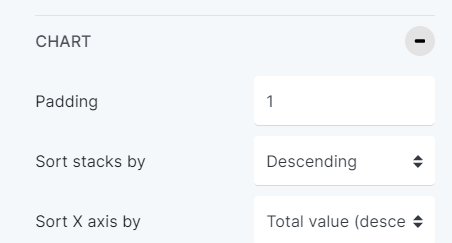 CHART
Padding 1
Sort stacks by Descending
Sort X axis by Total value (desce